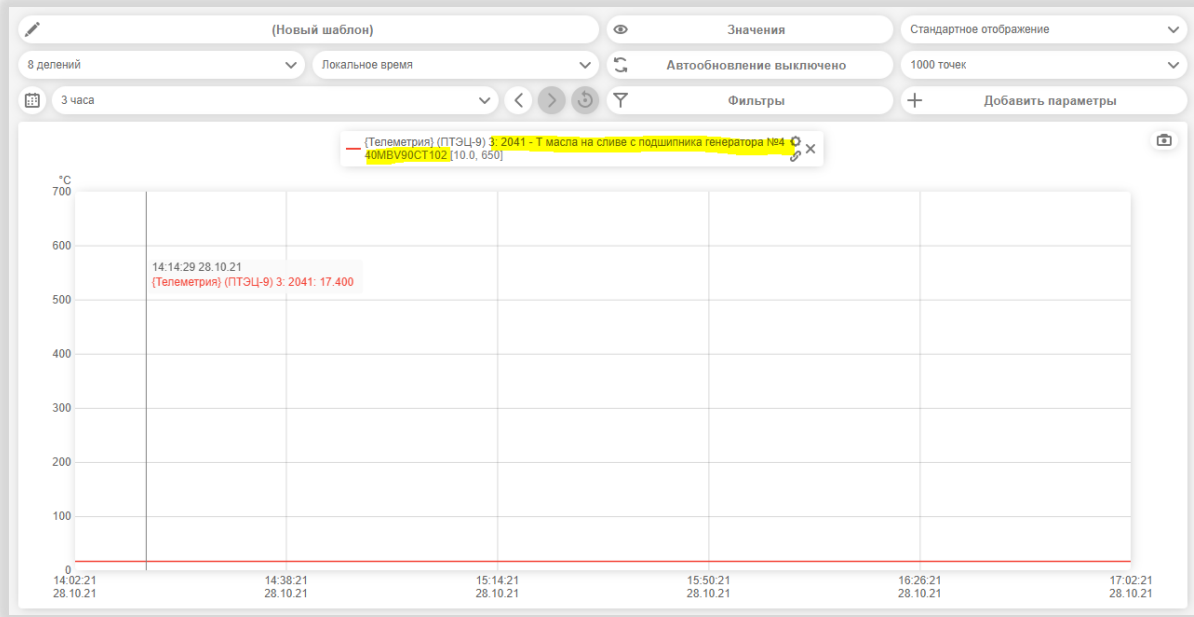 (Новый шаблон)
Значения
Стандартное отображение
8 делений
Локальное время
Автообновление выключено
1000 точек
3 часа
Фильтры
Добавить параметры
{Телеметрия} (ПТЭЦ-9) 3: 2041 - Т масла на сливе с подшипника генератора №4
40MBV90CT102 [10.0, 650]
°C
700
600
14:14:29 28.10.21
{Телеметрия} (ПТЭЦ-9) 3: 2041: 17.400
500
400
300
200
100
0
14:02:21
28.10.21
14:38:21
28.10.21
15:14:21
28.10.21
15:50:21
28.10.21
16:26:21
28.10.21
17:02:21
28.10.21